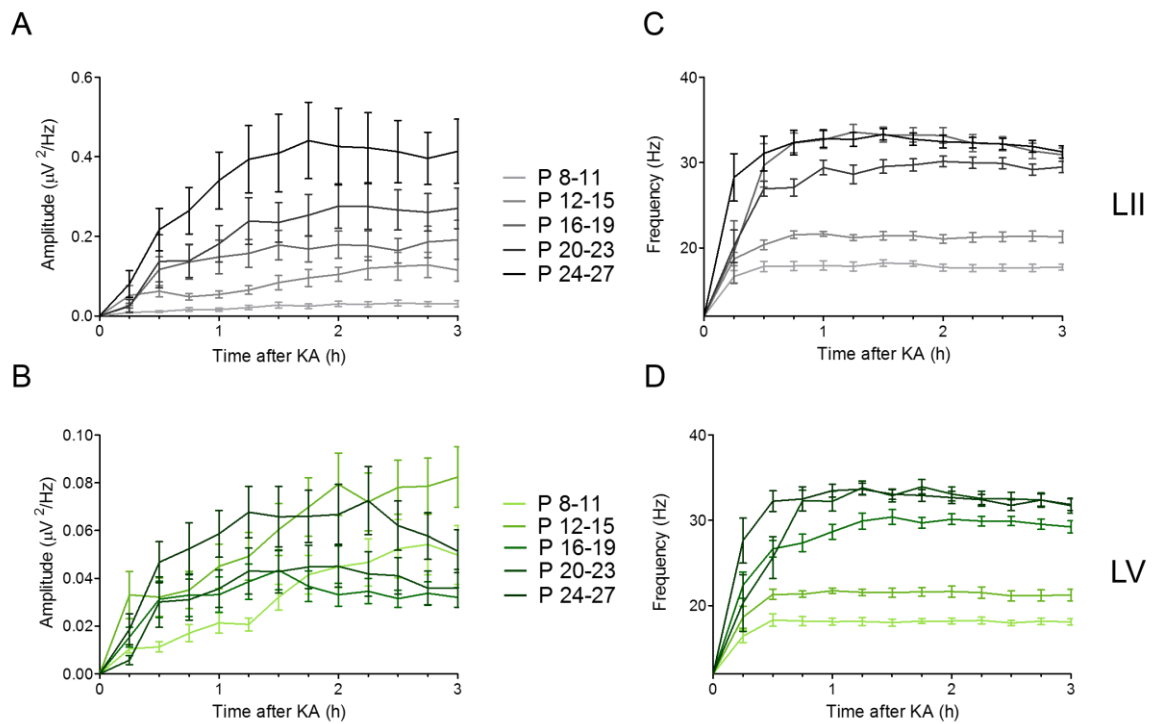 A
Amplitude (µV ²/Hz)
0.6
0.4
0.2
0.0
0
1
2
3
Time after KA (h)
P 8-11
P 12-15
P 16-19
P 20-23
P 24-27
C
Frequency (Hz)
40
30
20
0
1
2
3
Time after KA (h)
LII
B
Amplitude (µV ²/Hz)
0.10
0.08
0.06
0.04
0.02
0.00
0
1
2
3
Time after KA (h)
P 8-11
P 12-15
P 16-19
P 20-23
P 24-27
D
Frequency (Hz)
40
30
20
0
1
2
3
Time after KA (h)
LV